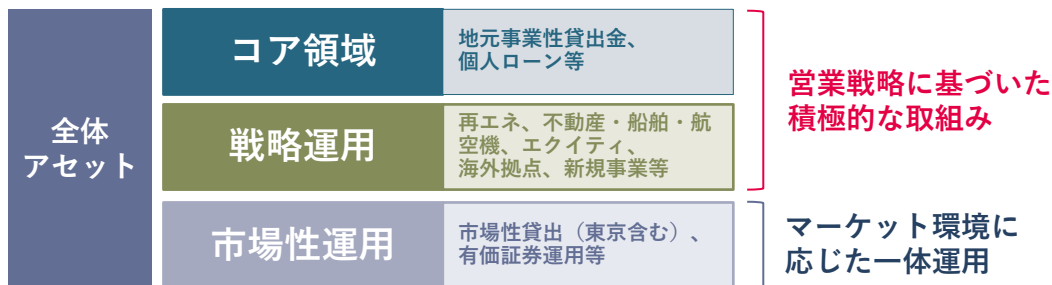 全体
アセット
コア領域
地元事業性貸出金、
個人ローン等
戦略運用
再エネ、不動産・船舶・航
空機、エクイティ、
海外拠点、新規事業等
市場性運用
市場性貸出（東京含む）、
有価証券運用等
営業戦略に基づいた
積極的な取組み
マーケット環境に
応じた一体運用